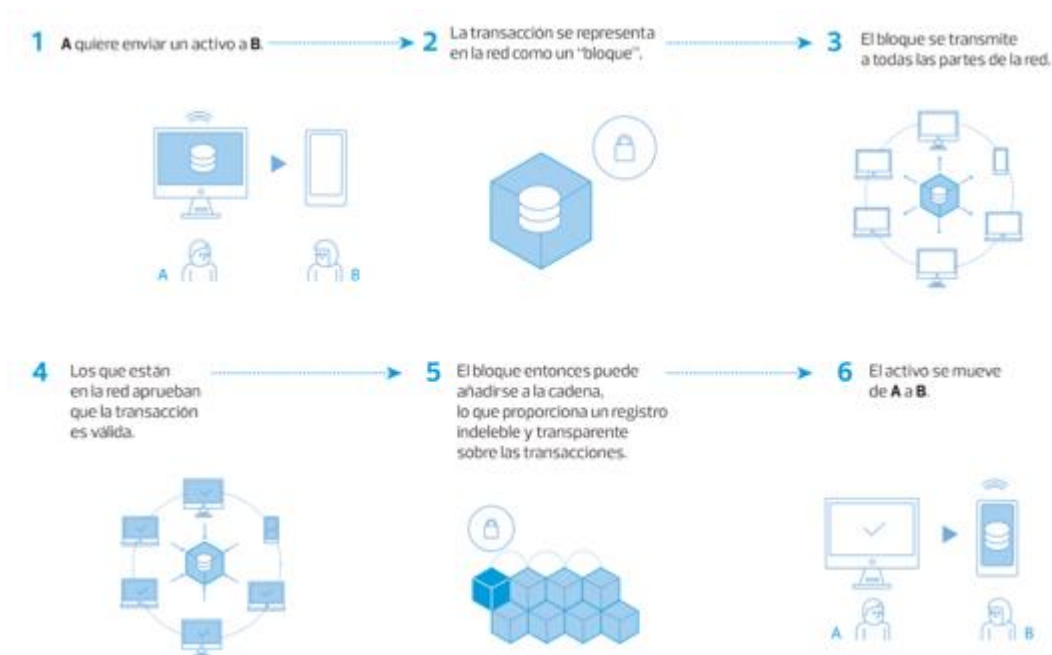 1 A quiere enviar un activo a B.
2 La transacción se representa
en la red como un "bloque".
3 El bloque se transmite
a todas las partes de la red.
A
B
4 Los que están
en la red aprueban
que la transacción
es válida.
5 El bloque entonces puede
añadirse a la cadena,
lo que proporciona un registro
indeleble y transparente
sobre las transacciones.
6 El activo se mueve
de A a B.
A
B